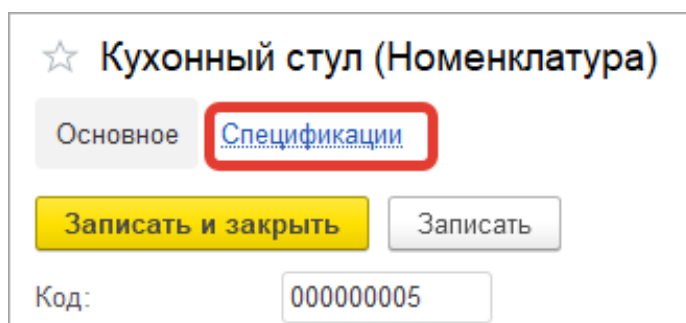 Кухонный стул (Номенклатура)
Основное Спецификации
Записать и закрыть Записать
Код: 000000005